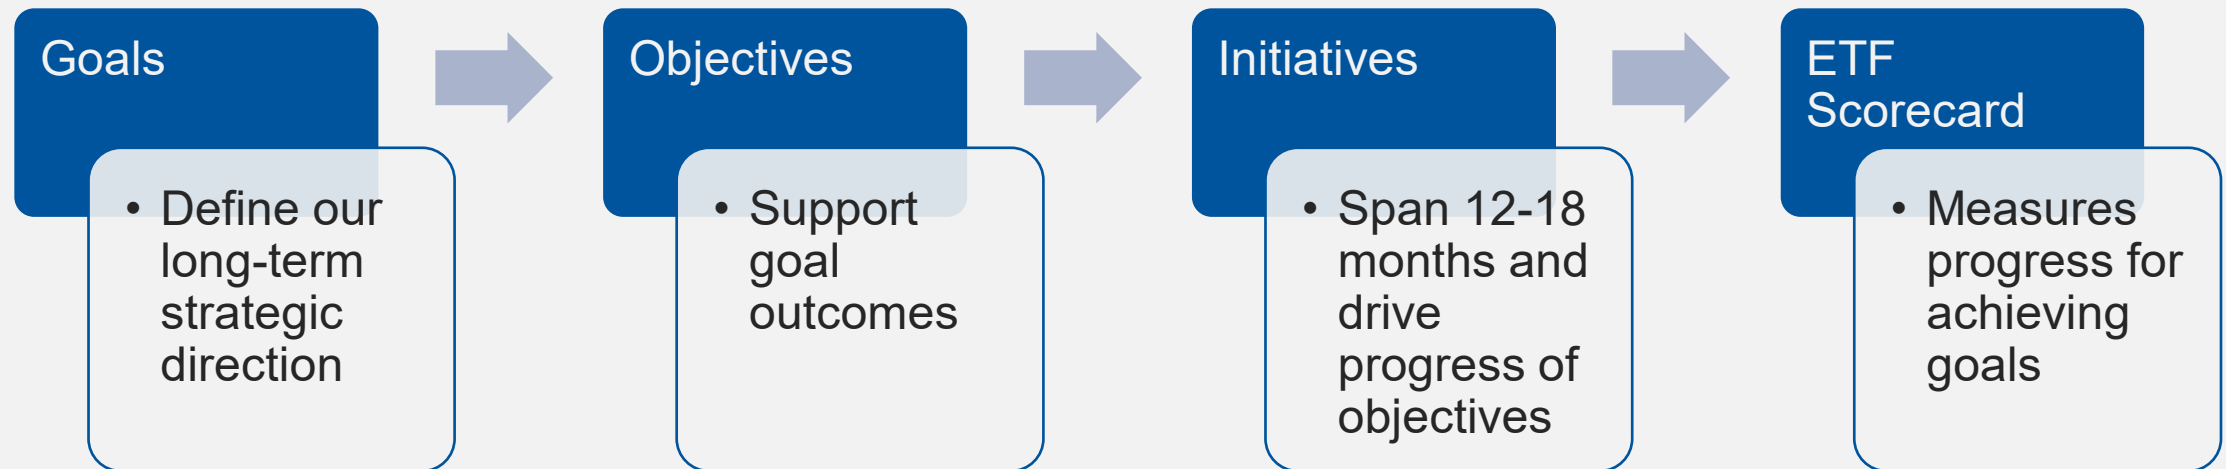 Goals
• Define our
long-term
strategic
direction
Objectives
• Support
goal
outcomes
Initiatives
• Span 12-18
months and
drive
progress of
objectives
ETF
Scorecard
• Measures
progress for
achieving
goals